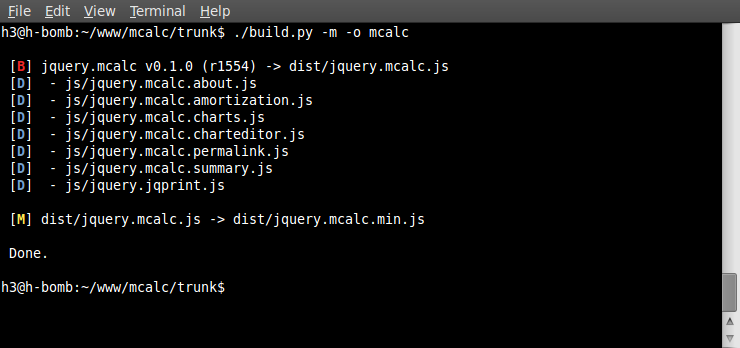 File Edit View Terminal Help
h3@h-bomb:~/www/mcalc/trunk$ ./build.py -m -o mcalc
[B] jquery.mcalc v0.1.0 (r1554) -> dist/jquery.mcalc.js
[D]  - js/jquery.mcalc.about.js
[D]  - js/jquery.mcalc.amortization.js
[D]  - js/jquery.mcalc.charts.js
[D]  - js/jquery.mcalc.charteditor.js
[D]  - js/jquery.mcalc.permalink.js
[D]  - js/jquery.mcalc.summary.js
[D]  - js/jquery.jqprint.js
[M] dist/jquery.mcalc.js -> dist/jquery.mcalc.min.js
Done.
h3@h-bomb:~/www/mcalc/trunk$